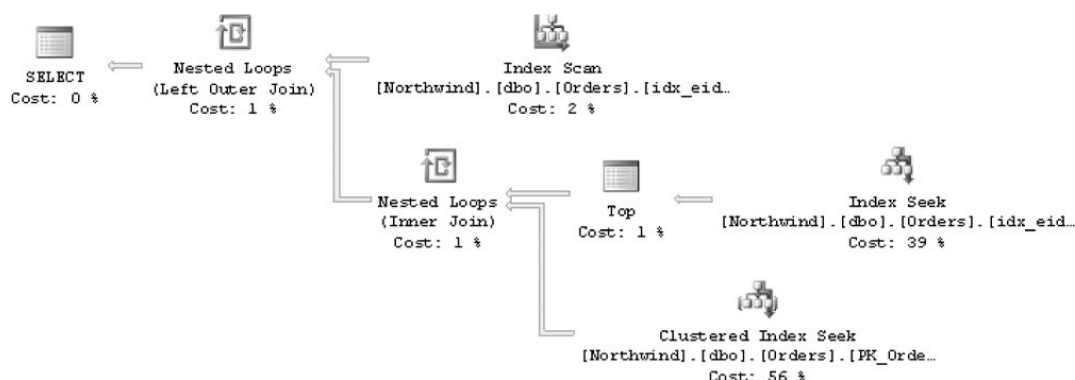 SELECT
Cost: 0 %
Nested Loops
(Left Outer Join)
Cost: 1 %
Index Scan
[Northwind].[dbo].[Orders].[idx_eid…
Cost: 2 %
Nested Loops
(Inner Join)
Cost: 1 %
Top
Cost: 1 %
Index Seek
[Northwind].[dbo].[Orders].[idx_eid…
Cost: 39 %
Clustered Index Seek
[Northwind].[dbo].[Orders].[PK_Orde…
Cost: 56 %